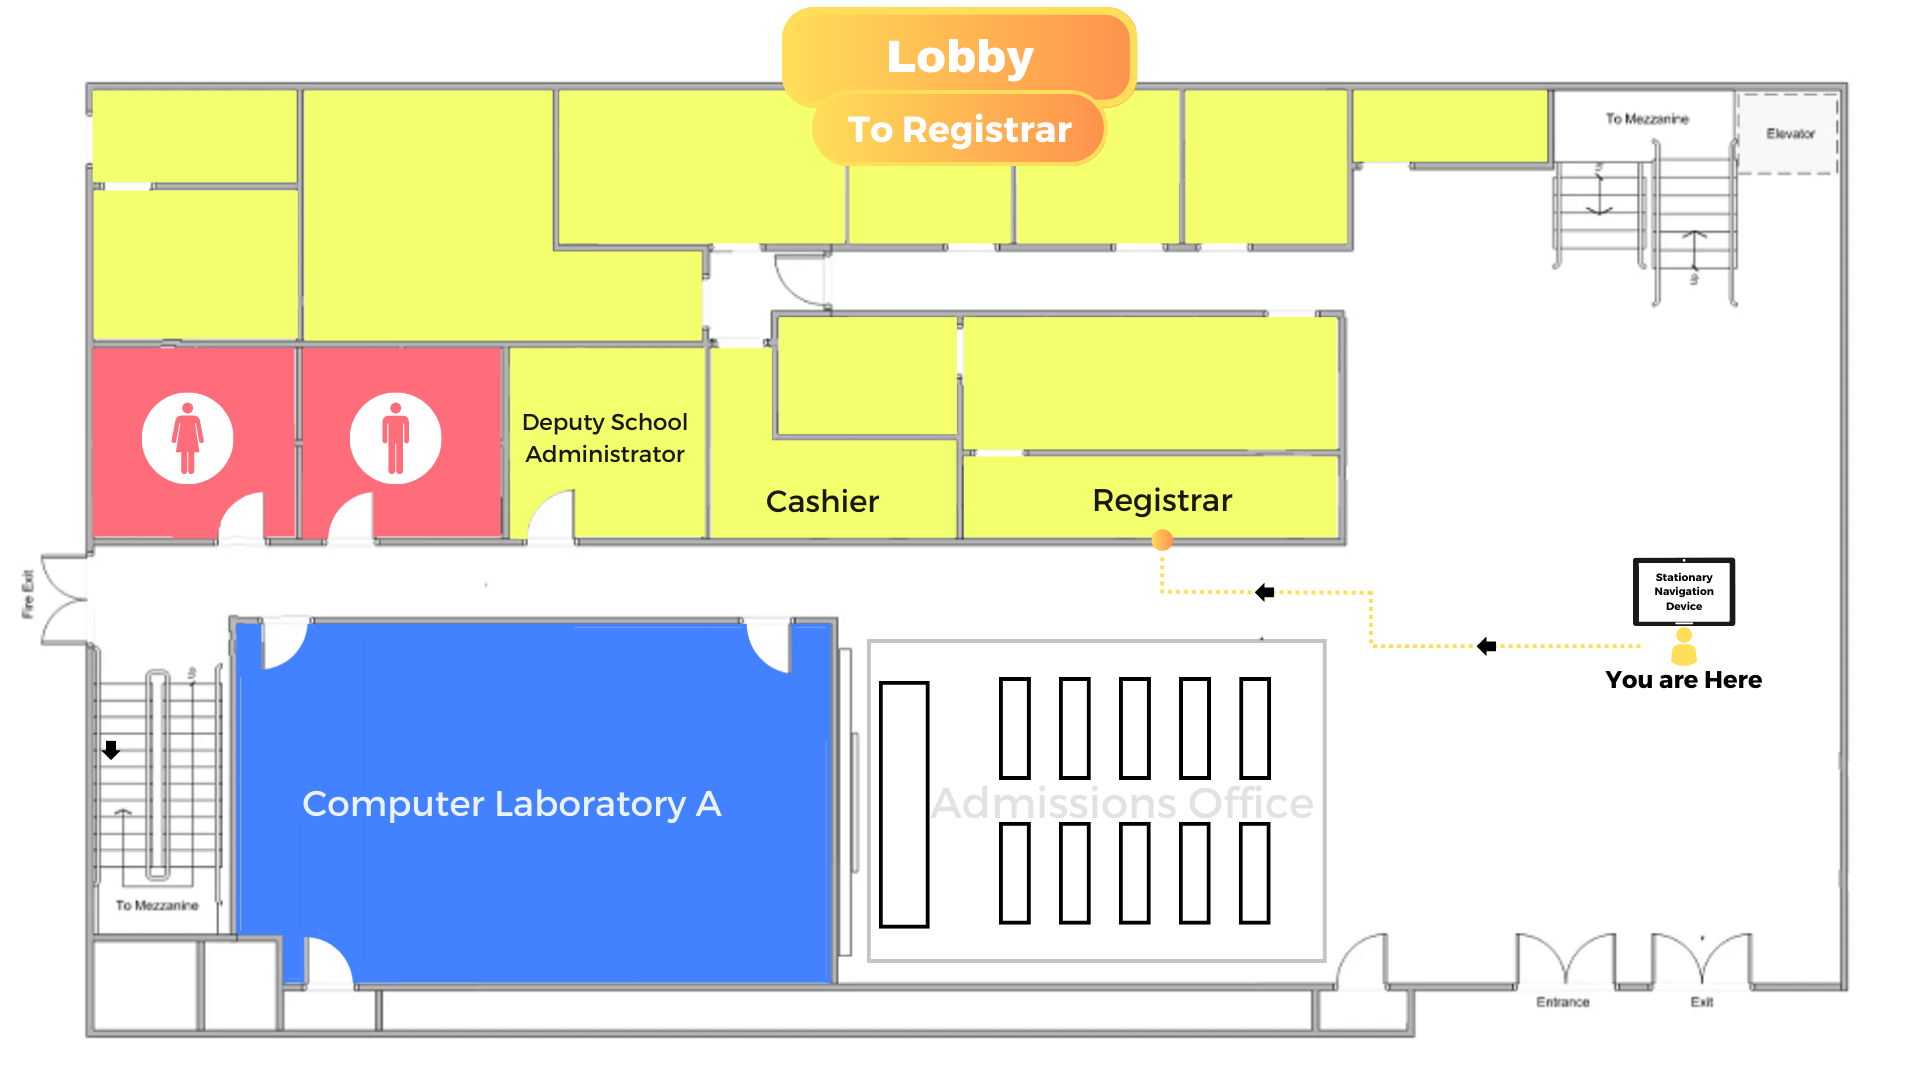 Lobby
To Registrar
To Mezzanine
Elevator
Up
Up
Deputy School
Administrator
Cashier
Registrar
Fire Exit
Stationary
Navigation
Device
You are Here
Up
Computer Laboratory A
Admissions Office
To Mezzanine
Entrance
Exit